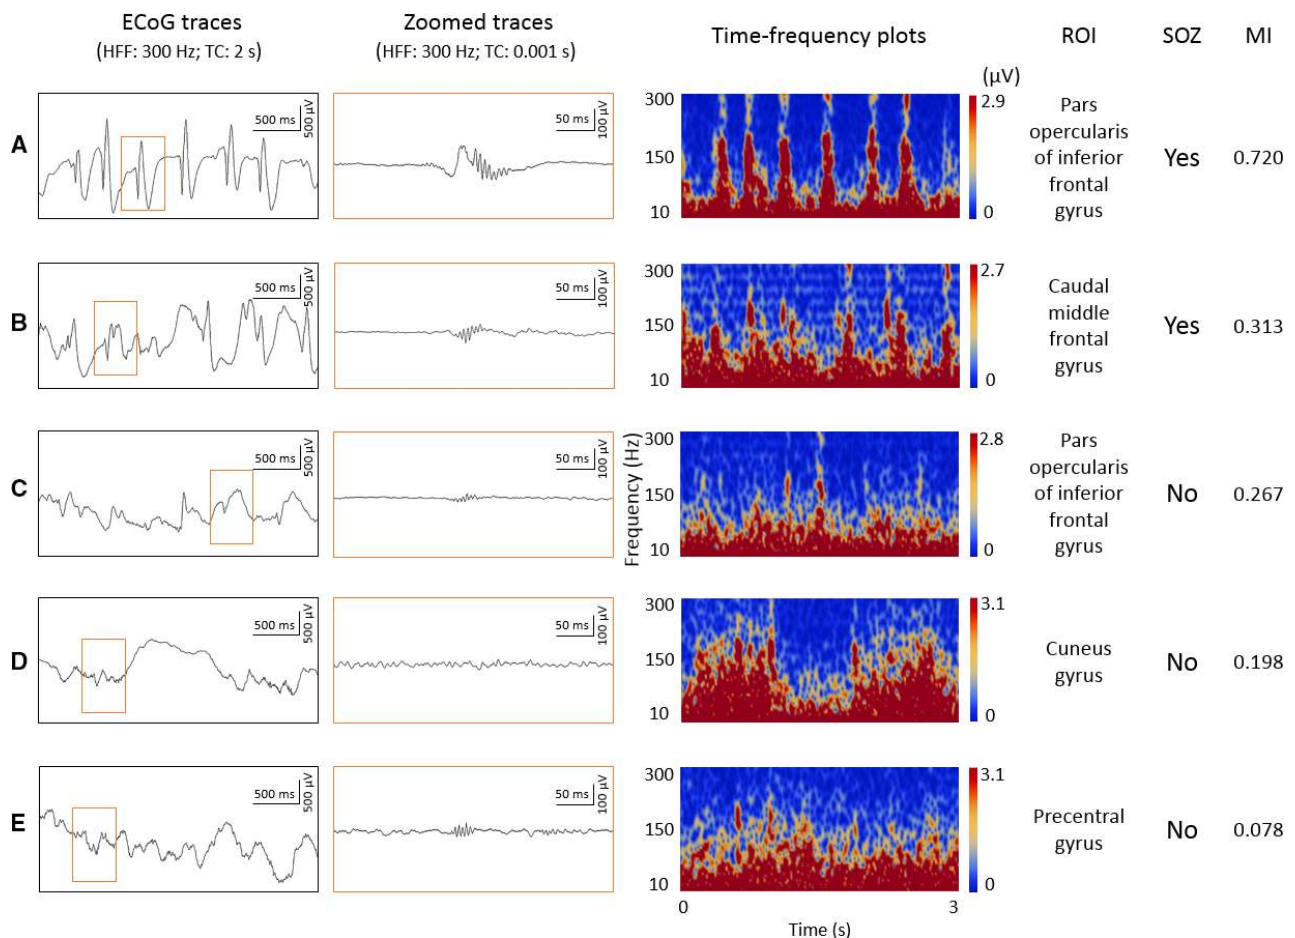 ECoG traces
(HFF: 300 Hz; TC: 2 s)
Zoomed traces
(HFF: 300 Hz; TC: 0.001 s)
Time-frequency plots
ROI
SOZ
MI
(µV)
A
500 ms
500 µV
50 ms
100 µV
300
150
10
2.9
0
Pars
opercularis
of inferior
frontal
gyrus
Yes
0.720
B
500 ms
500 µV
50 ms
100 µV
300
150
10
2.7
0
Caudal
middle
frontal
gyrus
Yes
0.313
C
500 ms
500 µV
50 ms
100 µV
Frequency (Hz)
300
150
10
2.8
0
Pars
opercularis
of inferior
frontal
gyrus
No
0.267
D
500 ms
500 µV
50 ms
100 µV
300
150
10
3.1
0
Cuneus
gyrus
No
0.198
E
500 ms
500 µV
50 ms
100 µV
300
150
10
3.1
0
Precentral
gyrus
No
0.078
0
3
Time (s)